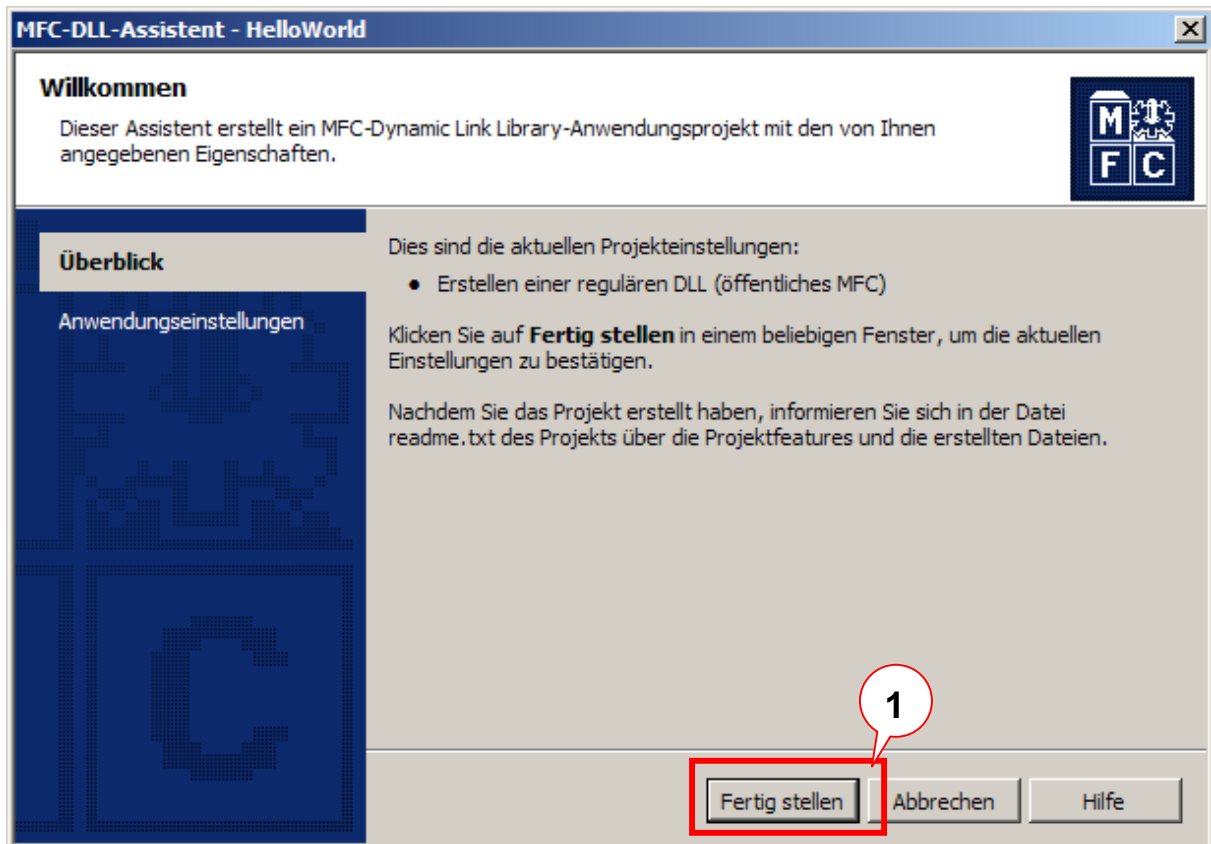 MFC-DLL-Assistent - HelloWorld
Willkommen
Dieser Assistent erstellt ein MFC-Dynamic Link Library-Anwendungsprojekt mit den von Ihnen
angegebenen Eigenschaften.
M
F C
Überblick
Anwendungseinstellungen
Dies sind die aktuellen Projekteinstellungen:
● Erstellen einer regulären DLL (öffentliches MFC)
Klicken Sie auf Fertig stellen in einem beliebigen Fenster, um die aktuellen
Einstellungen zu bestätigen.
Nachdem Sie das Projekt erstellt haben, informieren Sie sich in der Datei
readme.txt des Projekts über die Projektfeatures und die erstellten Dateien.
C
1
Fertig stellen Abbrechen Hilfe